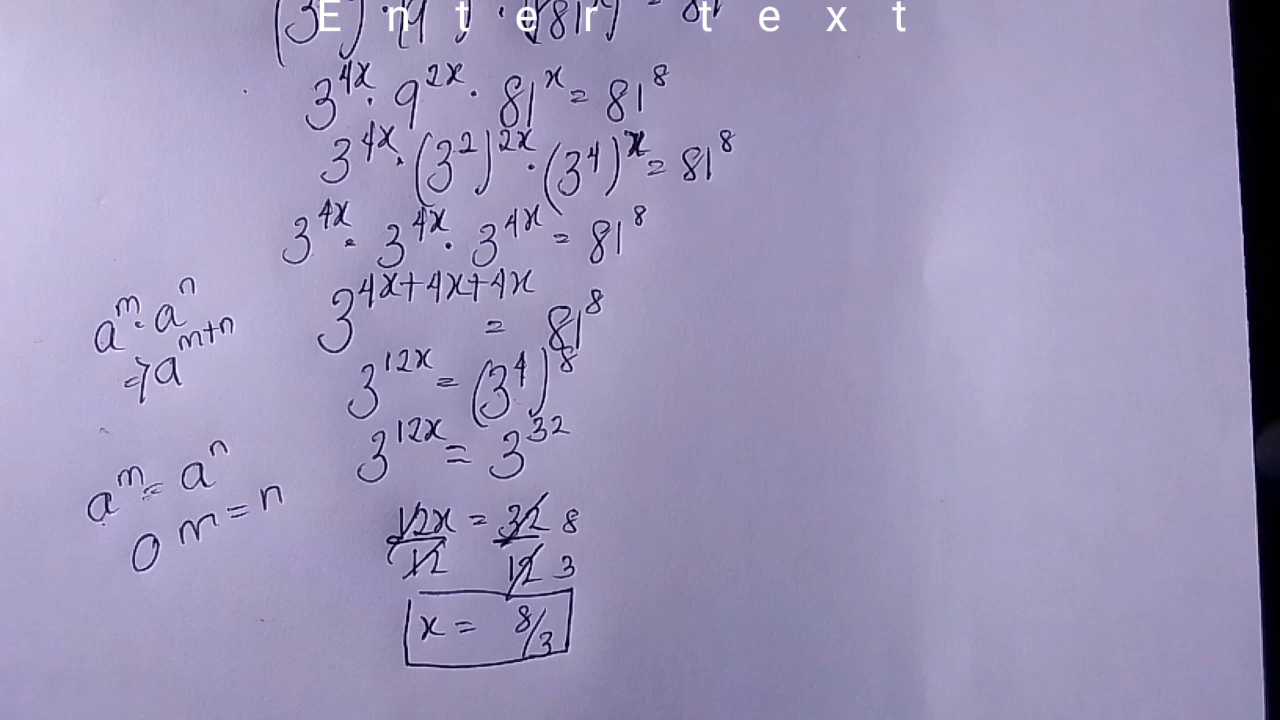 Enter text
3^{4x} · 9^{2x} · 81^x = 81^8
3^{4x} · (3^2)^{2x} · (3^4)^x = 81^8
3^{4x} · 3^{4x} · 3^{4x} = 81^8
3^{4x+4x+4x} = 81^8
a^m · a^n
⇒ a^{m+n}
3^{12x} = (3^4)^8
3^{12x} = 3^{32}
a^m = a^n
m = n
12x/12 = 32/12 8/3
x = 8/3